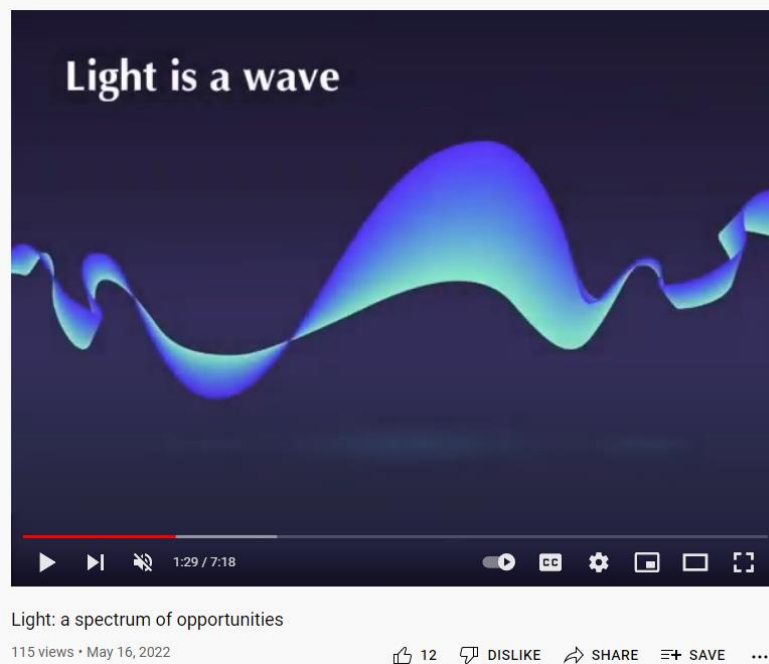 Light is a wave
1:29 / 7:18
CC
Light: a spectrum of opportunities
115 views • May 16, 2022
12 DISLIKE SHARE SAVE